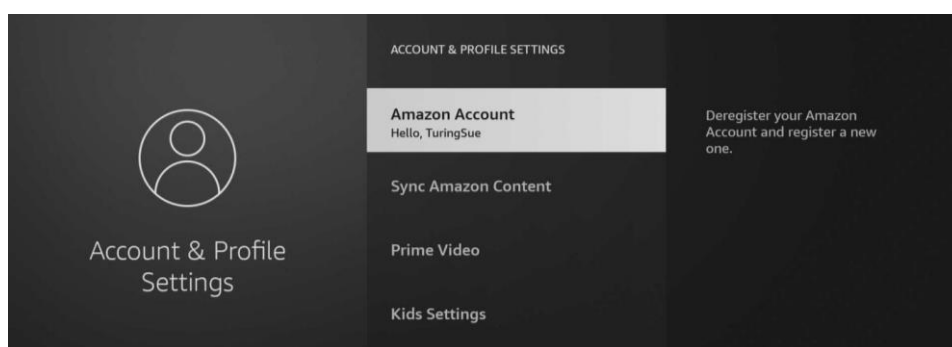 Account & Profile
Settings
ACCOUNT & PROFILE SETTINGS
Amazon Account
Hello, TuringSue
Sync Amazon Content
Prime Video
Kids Settings
Deregister your Amazon
Account and register a new
one.